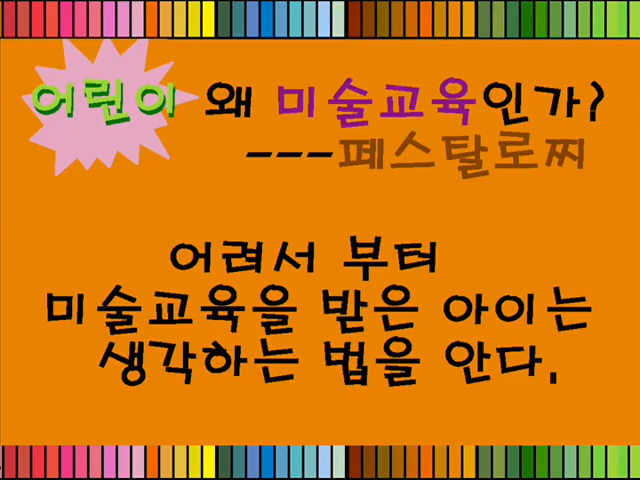 어린이 왜 미술교육인가?
---페스탈로찌
어려서 부터
미술교육을 받은 아이는
생각하는 법을 안다.